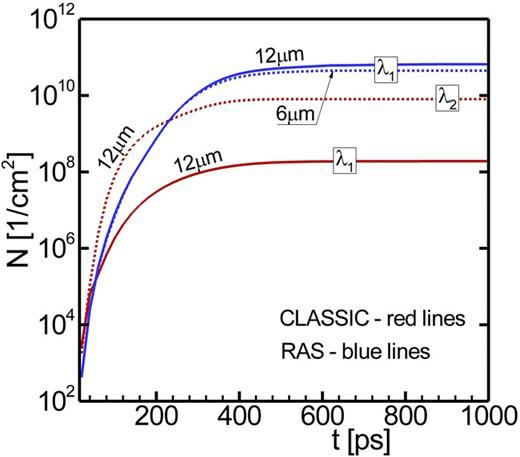 10¹²
10¹⁰
10⁸
10⁶
10⁴
10²
N [1/cm²]
12μm
λ₁
6μm
12μm
λ₂
12μm
λ₁
CLASSIC - red lines
RAS - blue lines
200 400 600 800 1000
t [ps]